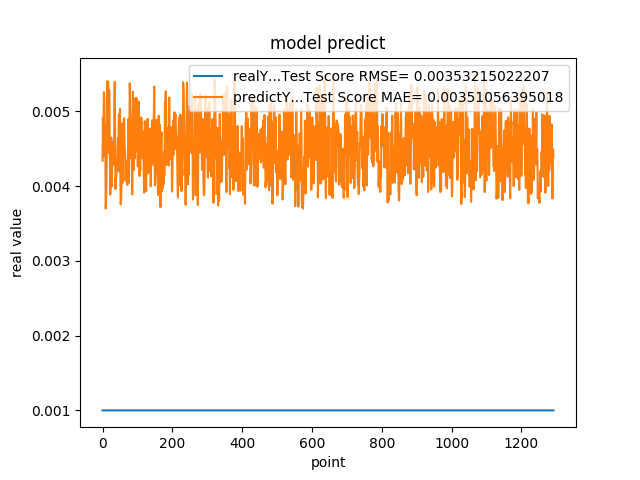 model predict
realY...Test Score RMSE= 0.00353215022207
predictY...Test Score MAE= 0.00351056395018
0.005
0.004
0.003
0.002
0.001
real value
0
200
400
600
800
1000
1200
point